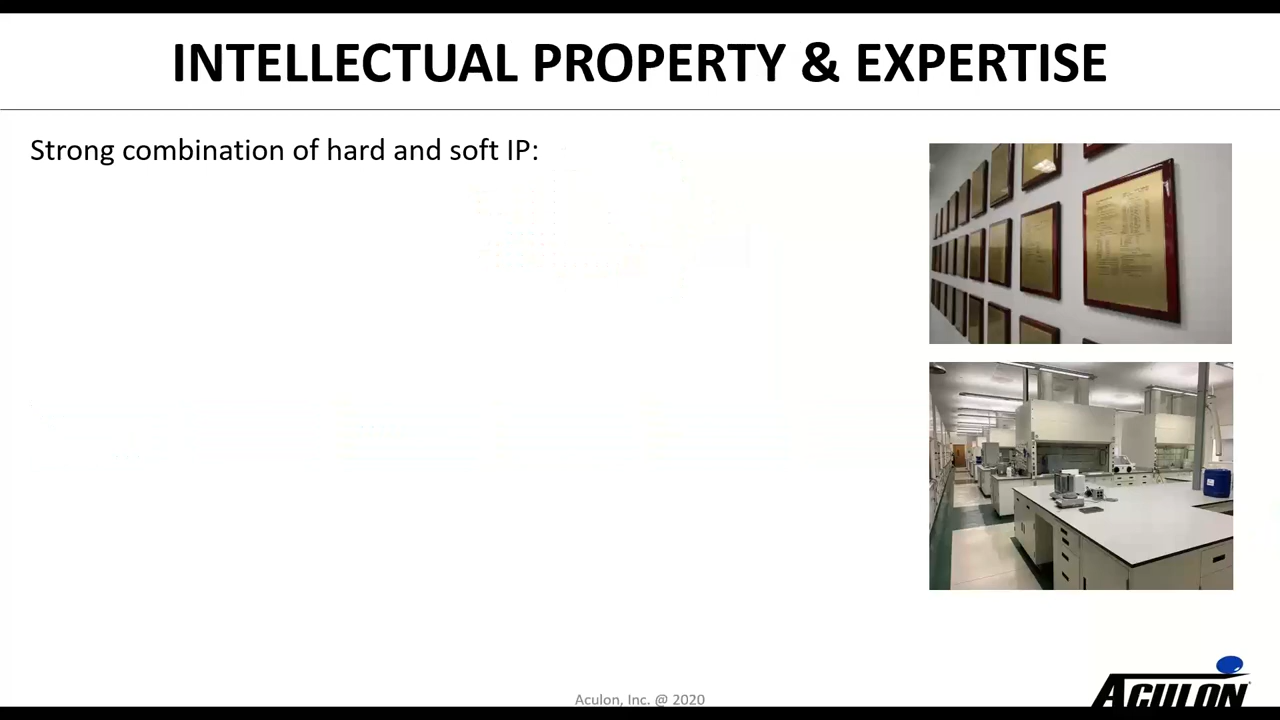 INTELLECTUAL PROPERTY & EXPERTISE
Strong combination of hard and soft IP:
Aculon, Inc. @ 2020
ACULON